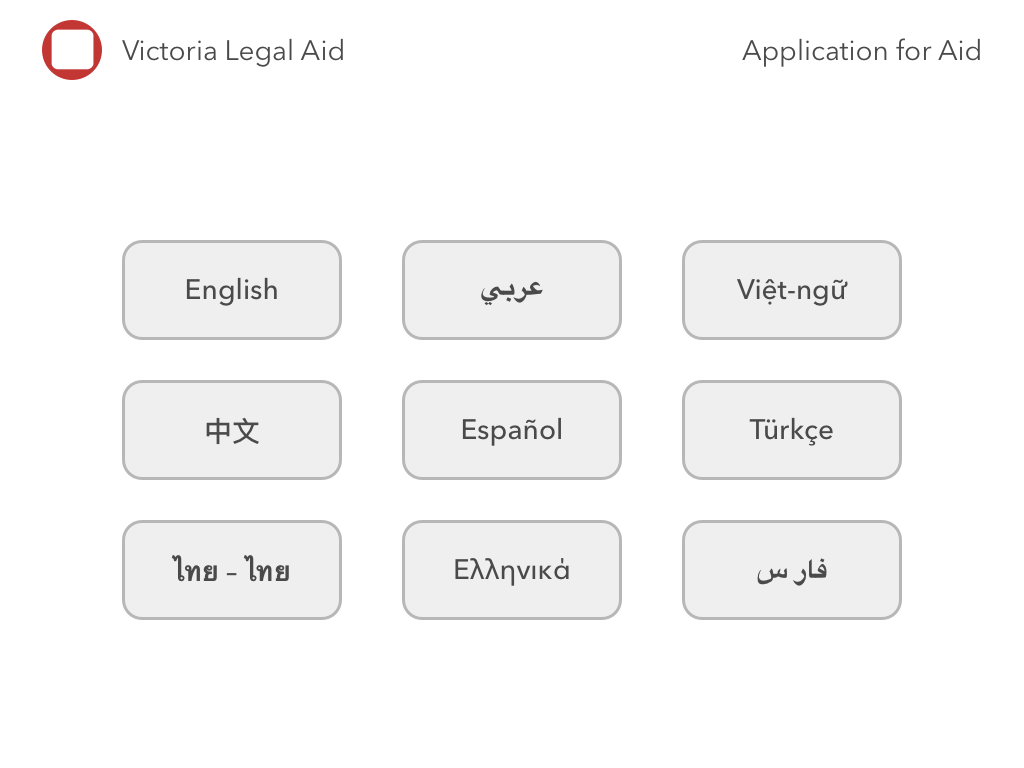 Victoria Legal Aid
Application for Aid
English
عربي
Việt-ngữ
中文
Español
Türkçe
ไทย – ไทย
Ελληνικά
فار س